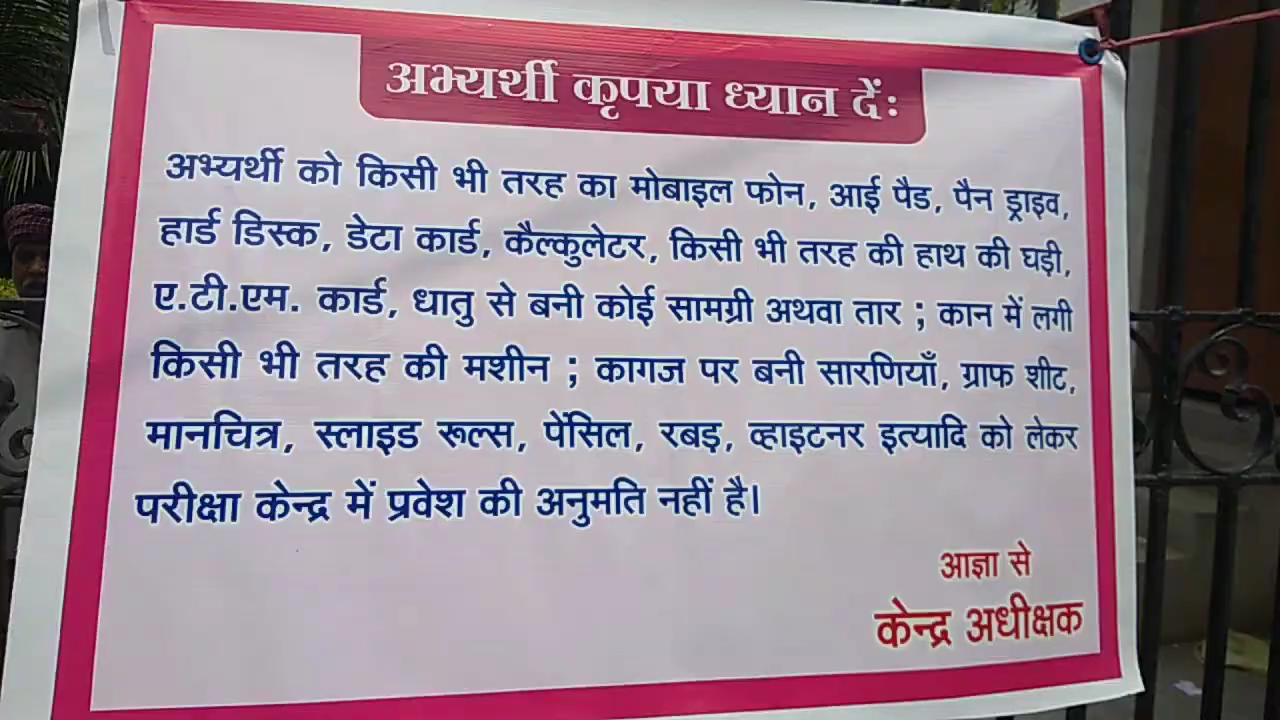 अभ्यर्थी कृपया ध्यान दें:
अभ्यर्थी को किसी भी तरह का मोबाइल फोन, आई पैड, पैन ड्राइव,
हार्ड डिस्क, डेटा कार्ड, कैल्कुलेटर, किसी भी तरह की हाथ की घड़ी,
ए.टी.एम. कार्ड, धातु से बनी कोई सामग्री अथवा तार ; कान में लगी
किसी भी तरह की मशीन ; कागज पर बनी सारणियाँ, ग्राफ शीट,
मानचित्र, स्लाइड रूल्स, पेंसिल, रबड़, व्हाइटनर इत्यादि को लेकर
परीक्षा केन्द्र में प्रवेश की अनुमति नहीं है।
आज्ञा से
केन्द्र अधीक्षक